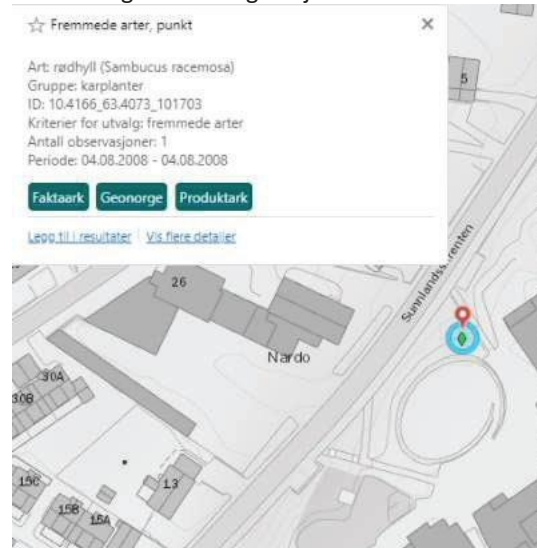 Fremmede arter, punkt
Art: rødhyll (Sambucus racemosa)
Gruppe: karplanter
ID: 10.4166_63.4073_101703
Kriterier for utvalg: fremmede arter
Antall observasjoner: 1
Periode: 04.08.2008 - 04.08.2008
Faktaark Geonorge Produktark
Legg til i resultater Vis flere detaljer
5
Sunnlandsskrenten
26
Nardo
30A
30B
13
15C
15B
15A